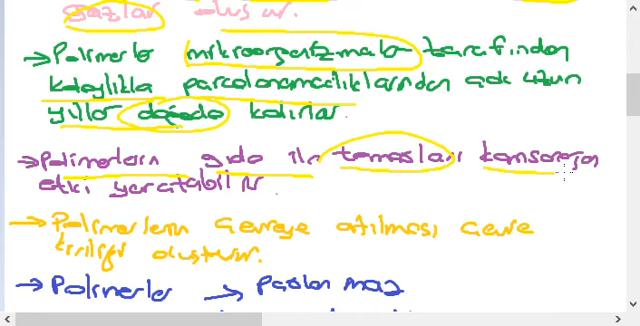 gazlar oluşur.
→ Polimerler mikroorganizmalar tarafından
kolaylıkla parçalanamadıklarından çok uzun
yıllar doğada kalırlar.
→ Polimerlerin gıda ile temasları kanserojen
etki yaratabilir.
→ Polimerlerin çevreye atılması çevre
kirliliği oluşturur.
→ Polimerler → Paslanmaz